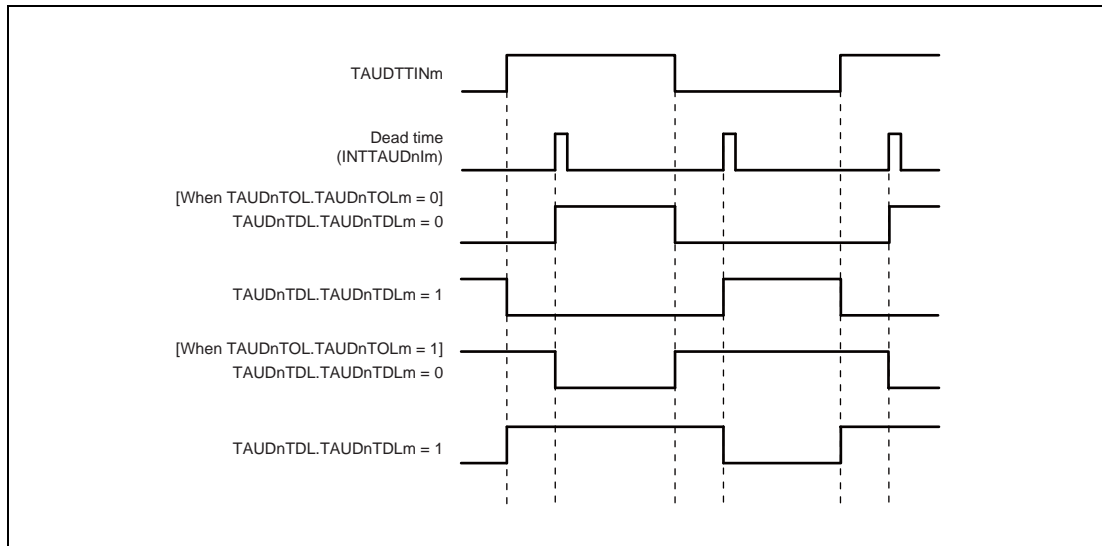 TAUDTTINm
Dead time
(INTTAUDnIm)
[When TAUDnTOL.TAUDnTOLm = 0]
TAUDnTDL.TAUDnTDLm = 0
TAUDnTDL.TAUDnTDLm = 1
[When TAUDnTOL.TAUDnTOLm = 1]
TAUDnTDL.TAUDnTDLm = 0
TAUDnTDL.TAUDnTDLm = 1